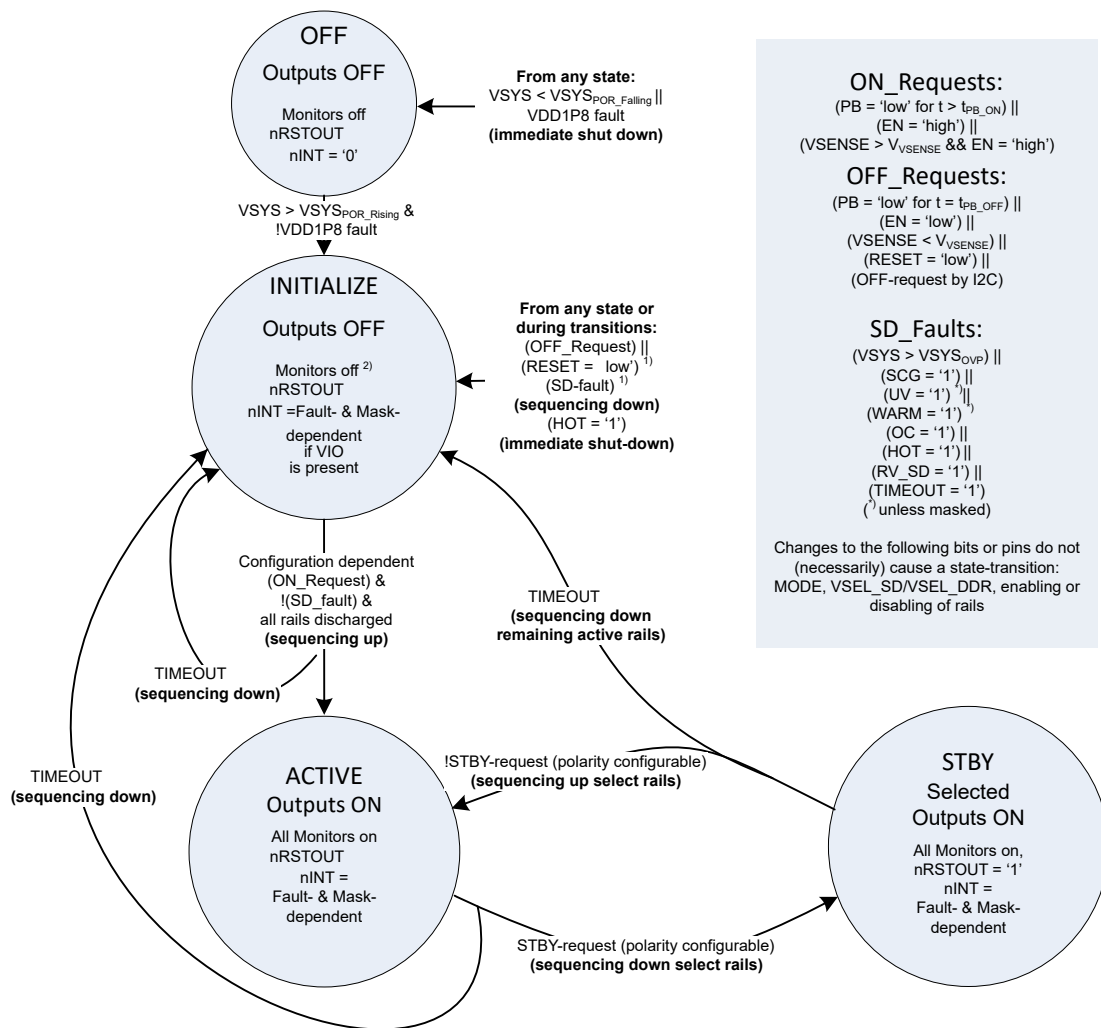 OFF
Outputs OFF
Monitors off
nRSTOUT
nINT = ‘0’
From any state:
VSYS < VSYSPOR_Falling ||
VDD1P8 fault
(immediate shut down)
VSYS > VSYSPOR_Rising &
!VDD1P8 fault
INITIALIZE
Outputs OFF
Monitors off 2)
nRSTOUT
nINT =Fault- & Mask-
dependent
if VIO
is present
From any state or
during transitions:
(OFF_Request) ||
(RESET = low’) 1)
(SD-fault) 1)
(sequencing down)
(HOT = ‘1’)
(immediate shut-down)
Configuration dependent
(ON_Request) &
!(SD_fault) &
all rails discharged
(sequencing up)
TIMEOUT
(sequencing down)
TIMEOUT
(sequencing down
remaining active rails)
TIMEOUT
(sequencing down)
!STBY-request (polarity configurable)
(sequencing up select rails)
ACTIVE
Outputs ON
All Monitors on
nRSTOUT
nINT =
Fault- & Mask-
dependent
STBY-request (polarity configurable)
(sequencing down select rails)
STBY
Selected
Outputs ON
All Monitors on,
nRSTOUT = ‘1’
nINT =
Fault- & Mask-
dependent
ON_Requests:
(PB = ‘low’ for t > tPB_ON) ||
(EN = ‘high’) ||
(VSENSE > VVSENSE && EN = ‘high’)
OFF_Requests:
(PB = ‘low’ for t = tPB_OFF) ||
(EN = ‘low’) ||
(VSENSE < VVSENSE) ||
(RESET = ‘low’) ||
(OFF-request by I2C)
SD_Faults:
(VSYS > VSYSOVP) ||
(SCG = ‘1’) ||
(UV = ‘1’) *)||
(WARM = ‘1’) *)
(OC = ‘1’) ||
(HOT = ‘1’) ||
(RV_SD = ‘1’) ||
(TIMEOUT = ‘1’)
(*) unless masked)
Changes to the following bits or pins do not
(necessarily) cause a state-transition:
MODE, VSEL_SD/VSEL_DDR, enabling or
disabling of rails